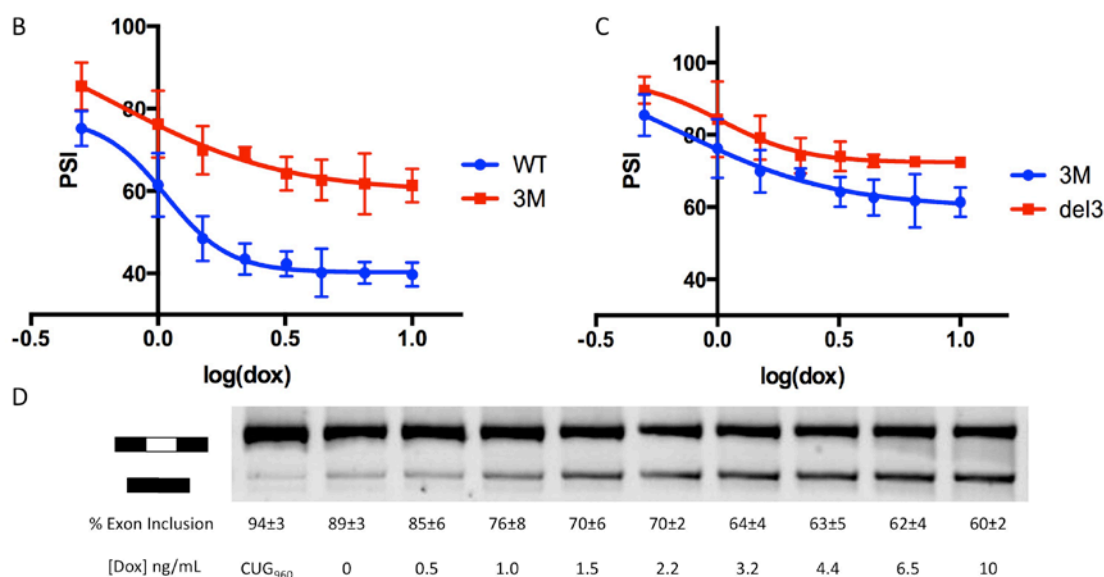 B
100
80
60
40
PSI
-0.5 0.0 0.5 1.0
log(dox)
WT
3M
C
100
80
60
40
PSI
-0.5 0.0 0.5 1.0
log(dox)
3M
del3
D
% Exon Inclusion 94±3 89±3 85±6 76±8 70±6 70±2 64±4 63±5 62±4 60±2
[Dox] ng/mL CUG960 0 0.5 1.0 1.5 2.2 3.2 4.4 6.5 10